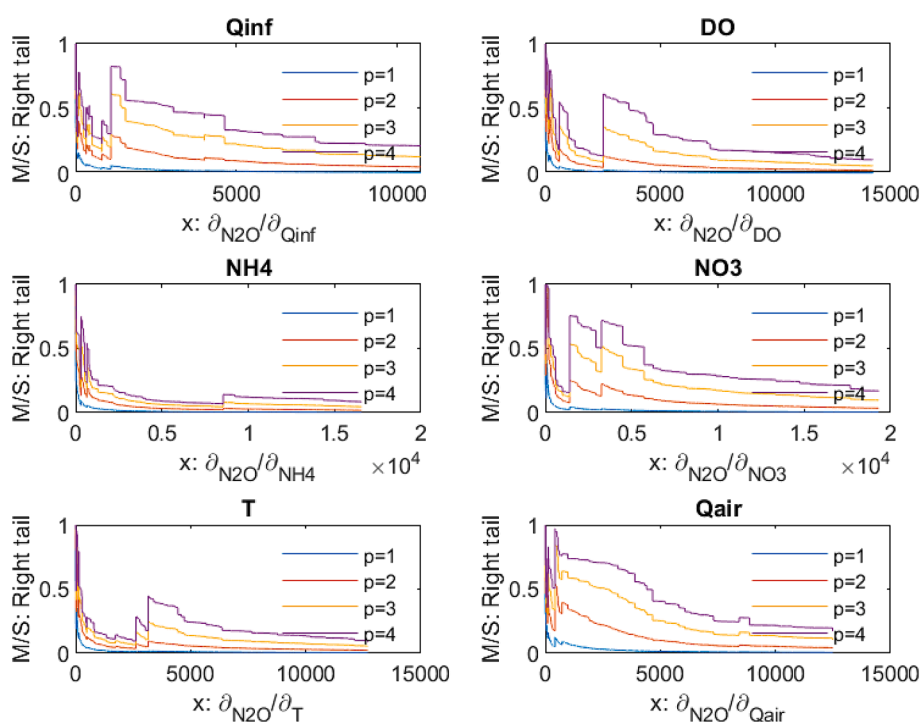 Qinf
M/S: Right tail
1
0.5
0
p=1
p=2
p=3
p=4
0 5000 10000
x: ∂N2O/∂Qinf
DO
M/S: Right tail
1
0.5
0
p=1
p=2
p=3
p=4
0 5000 10000 15000
x: ∂N2O/∂DO
NH4
M/S: Right tail
1
0.5
0
p=1
p=2
p=3
p=4
0 0.5 1 1.5 2
×10^4
x: ∂N2O/∂NH4
NO3
M/S: Right tail
1
0.5
0
p=1
p=2
p=3
p=4
0 0.5 1 1.5 2
×10^4
x: ∂N2O/∂NO3
T
M/S: Right tail
1
0.5
0
p=1
p=2
p=3
p=4
0 5000 10000 15000
x: ∂N2O/∂T
Qair
M/S: Right tail
1
0.5
0
p=1
p=2
p=3
p=4
0 5000 10000 15000
x: ∂N2O/∂Qair